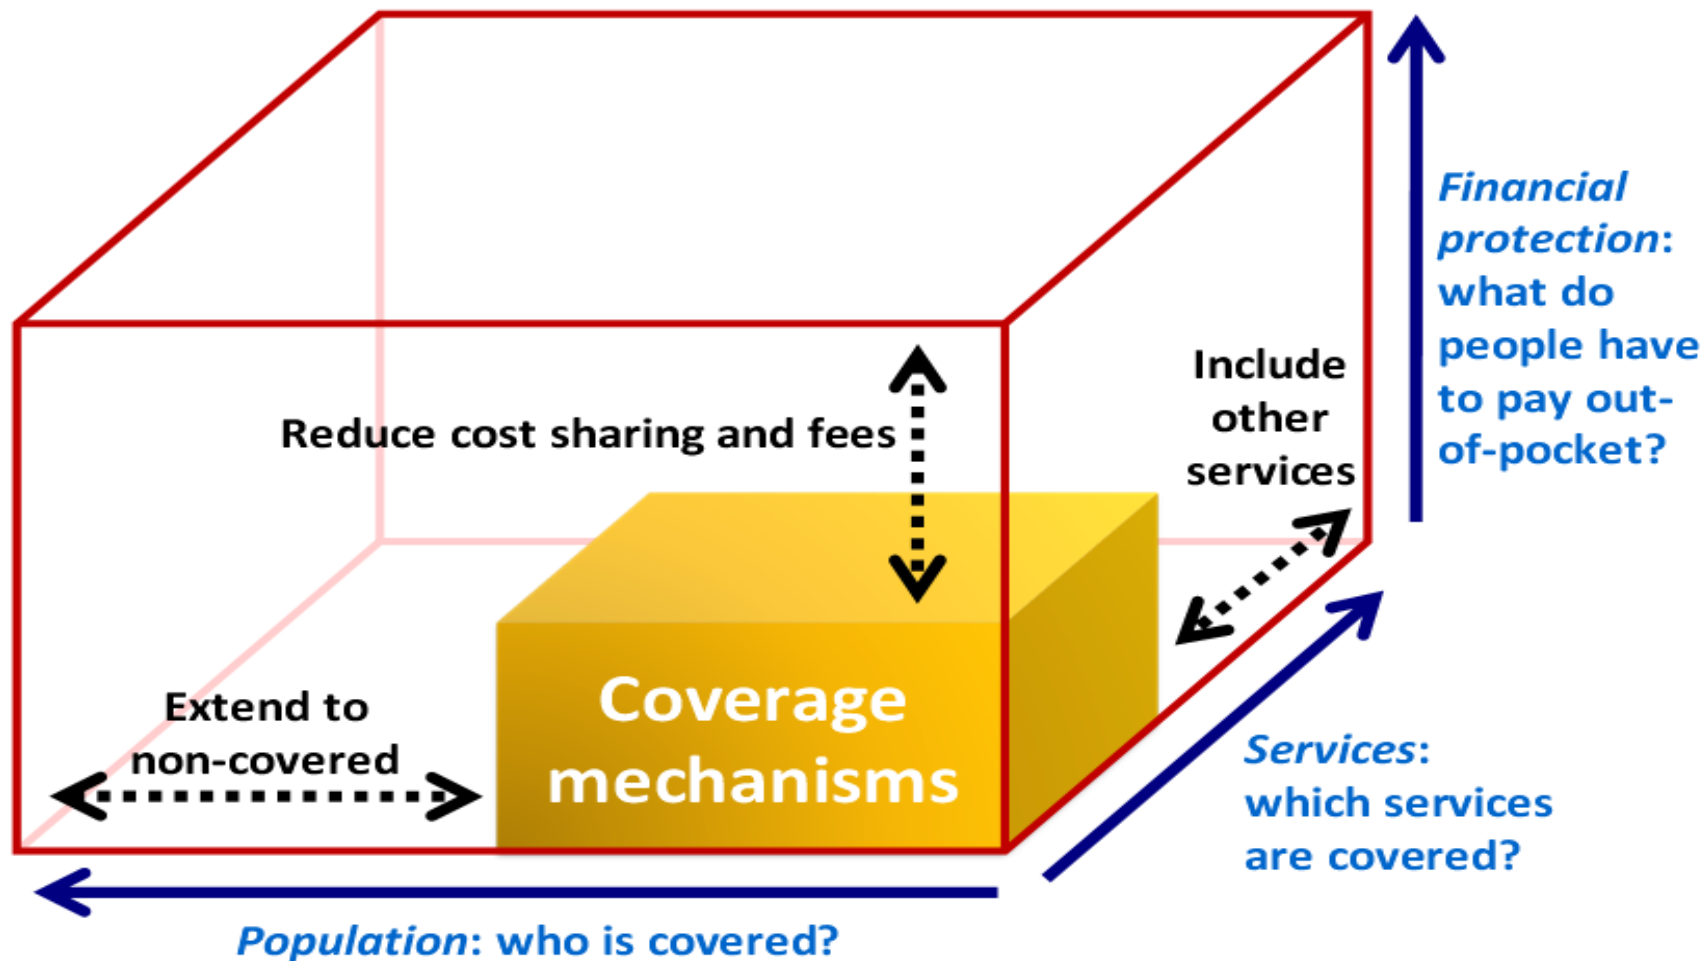 Financial
protection:
what do
people have
to pay out-
of-pocket?
Include
other
services
Reduce cost sharing and fees
Extend to
non-covered
Coverage
mechanisms
Services:
which services
are covered?
Population: who is covered?